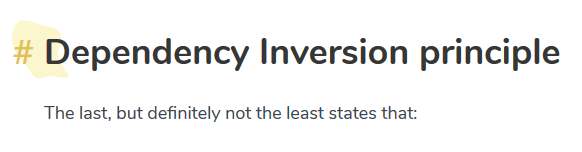 # Dependency Inversion principle
The last, but definitely not the least states that: